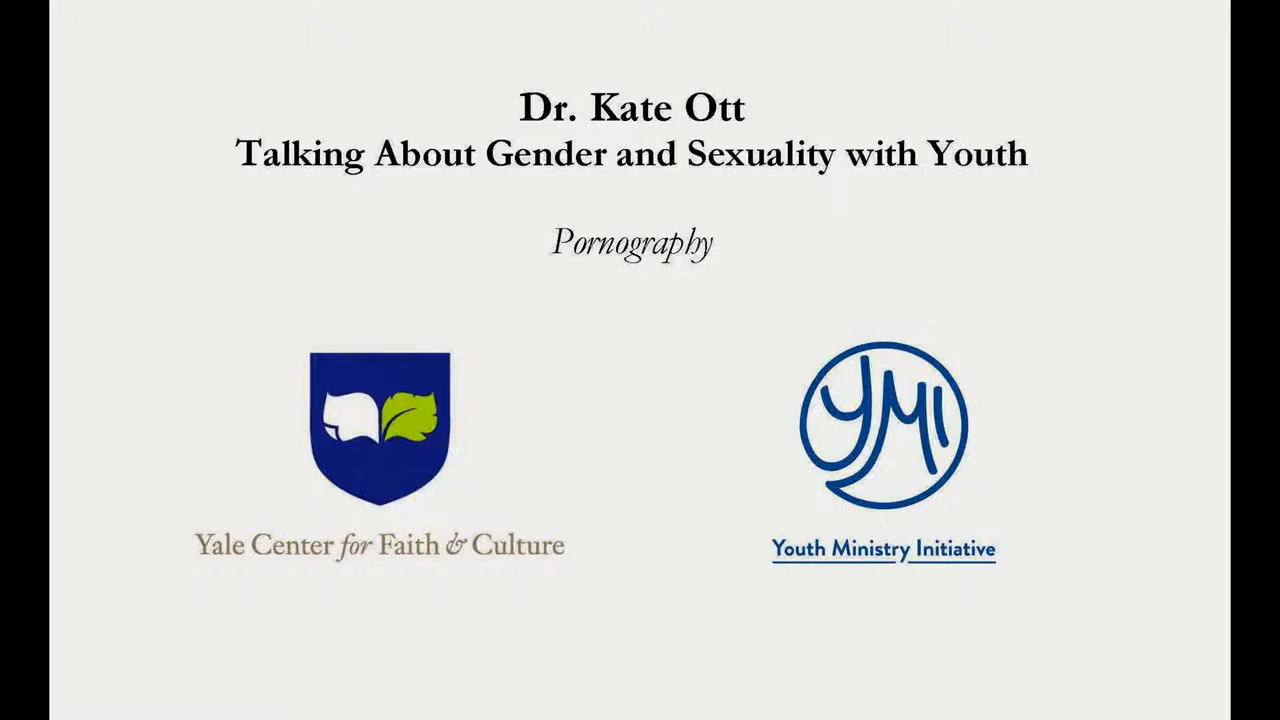 Dr. Kate Ott
Talking About Gender and Sexuality with Youth
Pornography
YMI
Yale Center for Faith & Culture
Youth Ministry Initiative